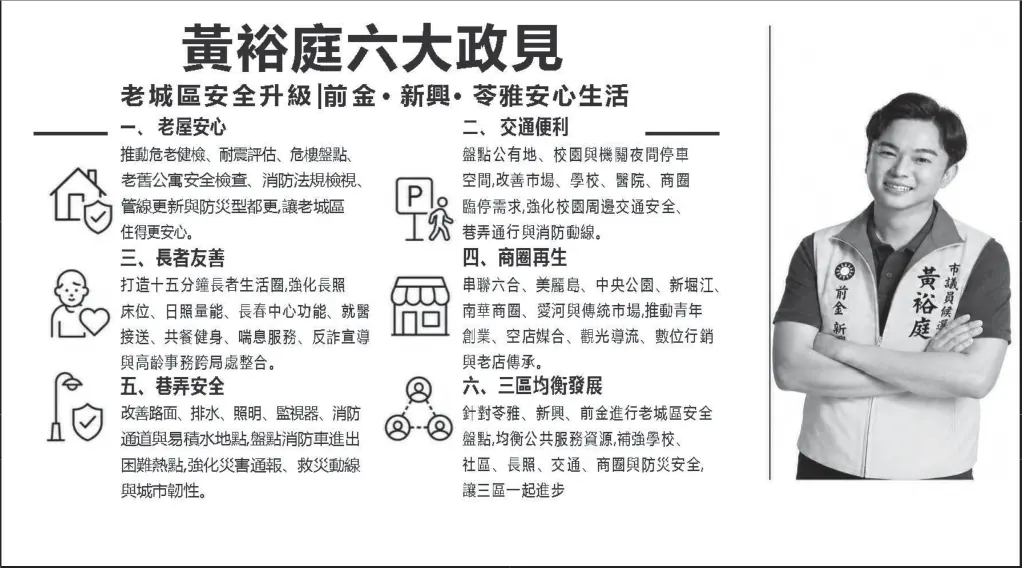 黃裕庭六大政見
老城區安全升級|前金·新興·苓雅安心生活
一、老屋安心
推動危老健檢、耐震評估、危樓盤點、
老舊公寓安全檢查、消防法規檢視、
管線更新與防災型都更,讓老城區
住得更安心。
二、交通便利
盤點公有地、校園與機關夜間停車
空間,改善市場、學校、醫院、商圈
臨停需求,強化校園周邊交通安全、
巷弄通行與消防動線。
三、長者友善
打造十五分鐘長者生活圈,強化長照
床位、日照量能、長春中心功能、就醫
接送、共餐健身、喘息服務、反詐宣導
與高齡事務跨局處整合。
四、商圈再生
串聯六合、美麗島、中央公園、新堀江、
南華商圈、愛河與傳統市場,推動青年
創業、空店媒合、觀光導流、數位行銷
與老店傳承。
五、巷弄安全
改善路面、排水、照明、監視器、消防
通道與易積水地點,盤點消防車進出
困難熱點,強化災害通報、救災動線
與城市韌性。
六、三區均衡發展
針對苓雅、新興、前金進行老城區安全
盤點,均衡公共服務資源,補強學校、
社區、長照、交通、商圈與防災安全,
讓三區一起進步
P
市議員候選
黃裕庭
前金 新興